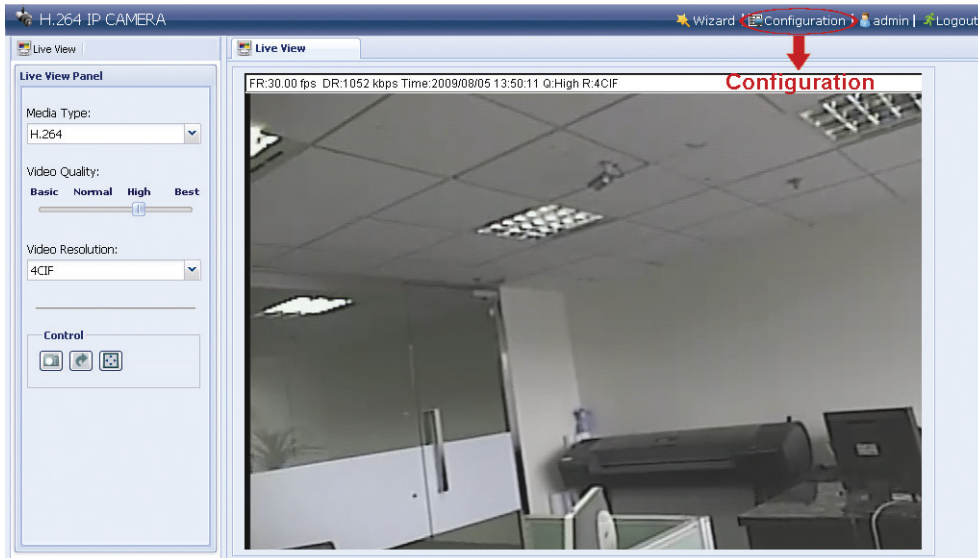 H.264 IP CAMERA
Wizard | Configuration | admin | Logout
Live View
Live View
Live View Panel
FR:30.00 fps DR:1052 kbps Time:2009/08/05 13:50:11 Q:High R:4CIF
Configuration
Media Type:
H.264
Video Quality:
Basic Normal High Best
Video Resolution:
4CIF
Control